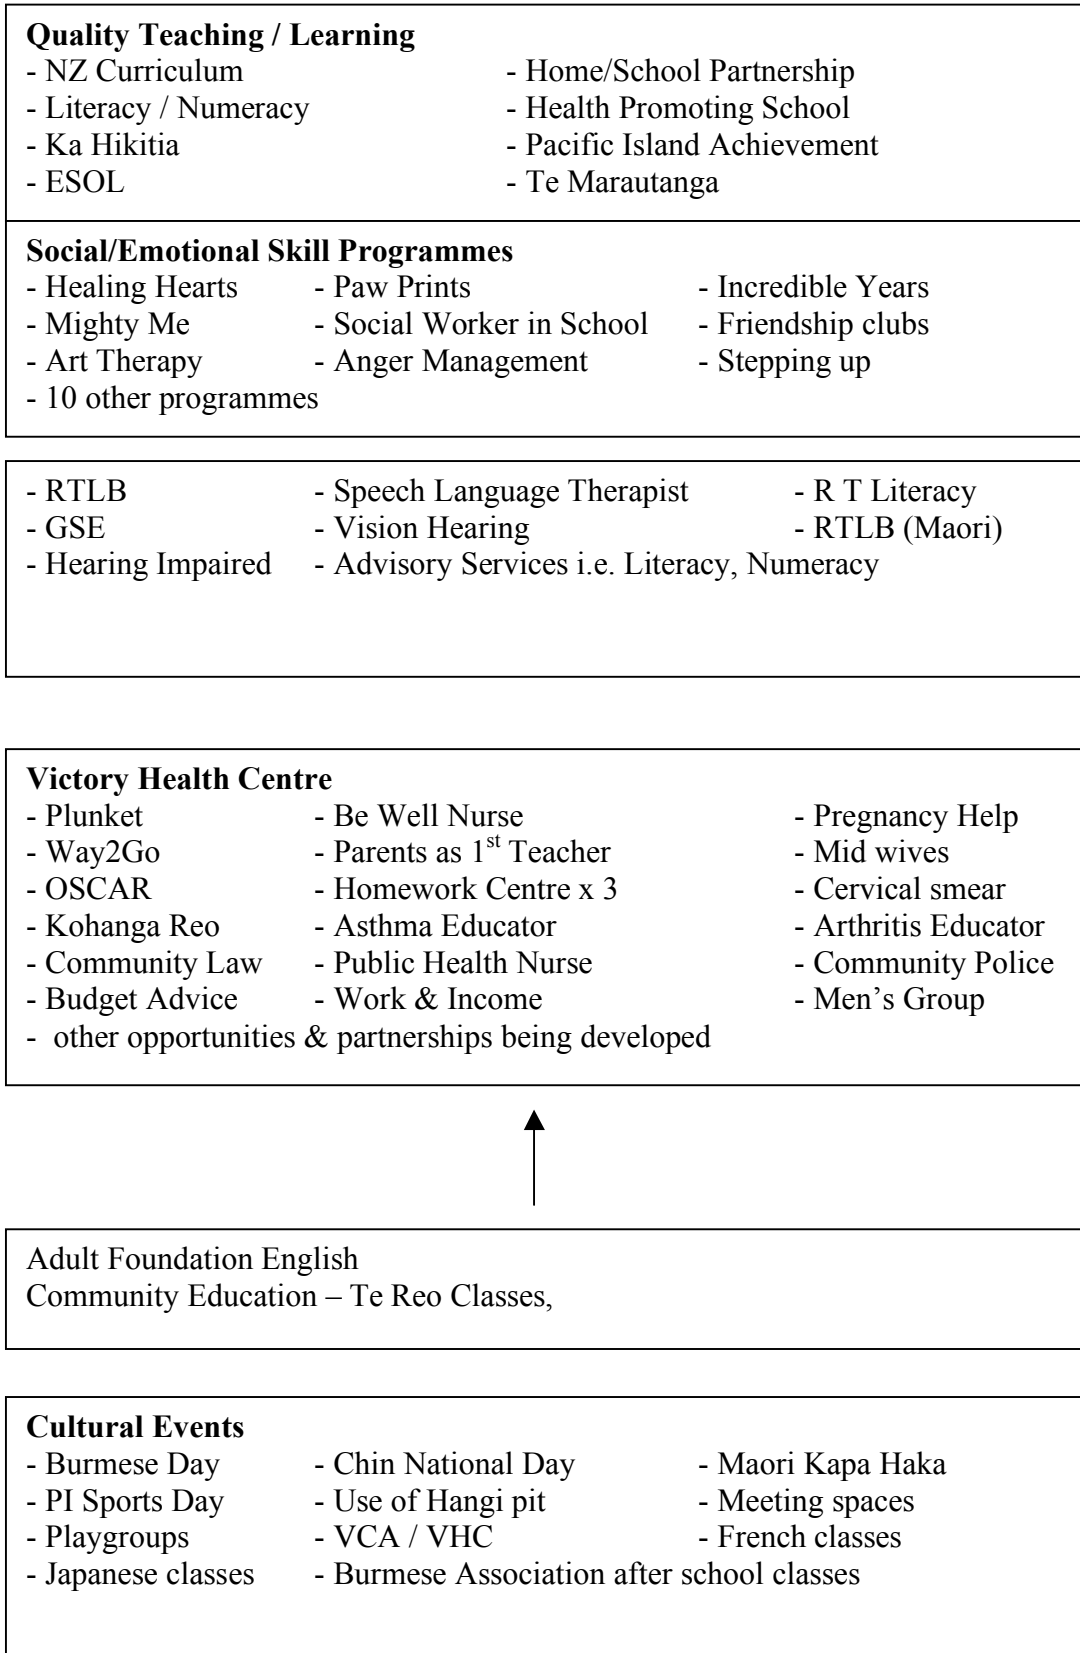 Quality Teaching / Learning
- NZ Curriculum - Home/School Partnership
- Literacy / Numeracy - Health Promoting School
- Ka Hikitia - Pacific Island Achievement
- ESOL - Te Marautanga
Social/Emotional Skill Programmes
- Healing Hearts - Paw Prints - Incredible Years
- Mighty Me - Social Worker in School - Friendship clubs
- Art Therapy - Anger Management - Stepping up
- 10 other programmes
- RTLB - Speech Language Therapist - R T Literacy
- GSE - Vision Hearing - RTLB (Maori)
- Hearing Impaired - Advisory Services i.e. Literacy, Numeracy
Victory Health Centre
- Plunket - Be Well Nurse - Pregnancy Help
- Way2Go - Parents as 1st Teacher - Mid wives
- OSCAR - Homework Centre x 3 - Cervical smear
- Kohanga Reo - Asthma Educator - Arthritis Educator
- Community Law - Public Health Nurse - Community Police
- Budget Advice - Work & Income - Men's Group
- other opportunities & partnerships being developed
Adult Foundation English
Community Education – Te Reo Classes,
Cultural Events
- Burmese Day - Chin National Day - Maori Kapa Haka
- PI Sports Day - Use of Hangi pit - Meeting spaces
- Playgroups - VCA / VHC - French classes
- Japanese classes - Burmese Association after school classes